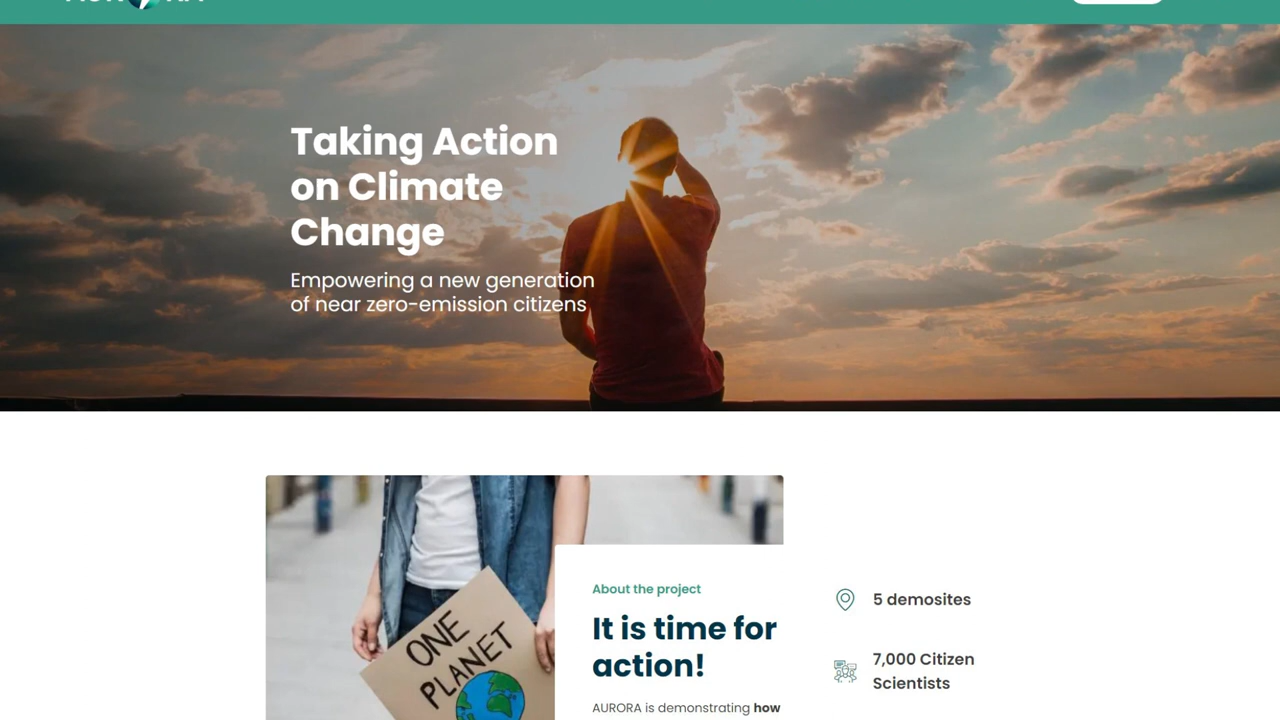 Taking Action
on Climate
Change
Empowering a new generation
of near zero-emission citizens
ONE
PLANET
About the project
It is time for
action!
AURORA is demonstrating how
5 demosites
7,000 Citizen
Scientists